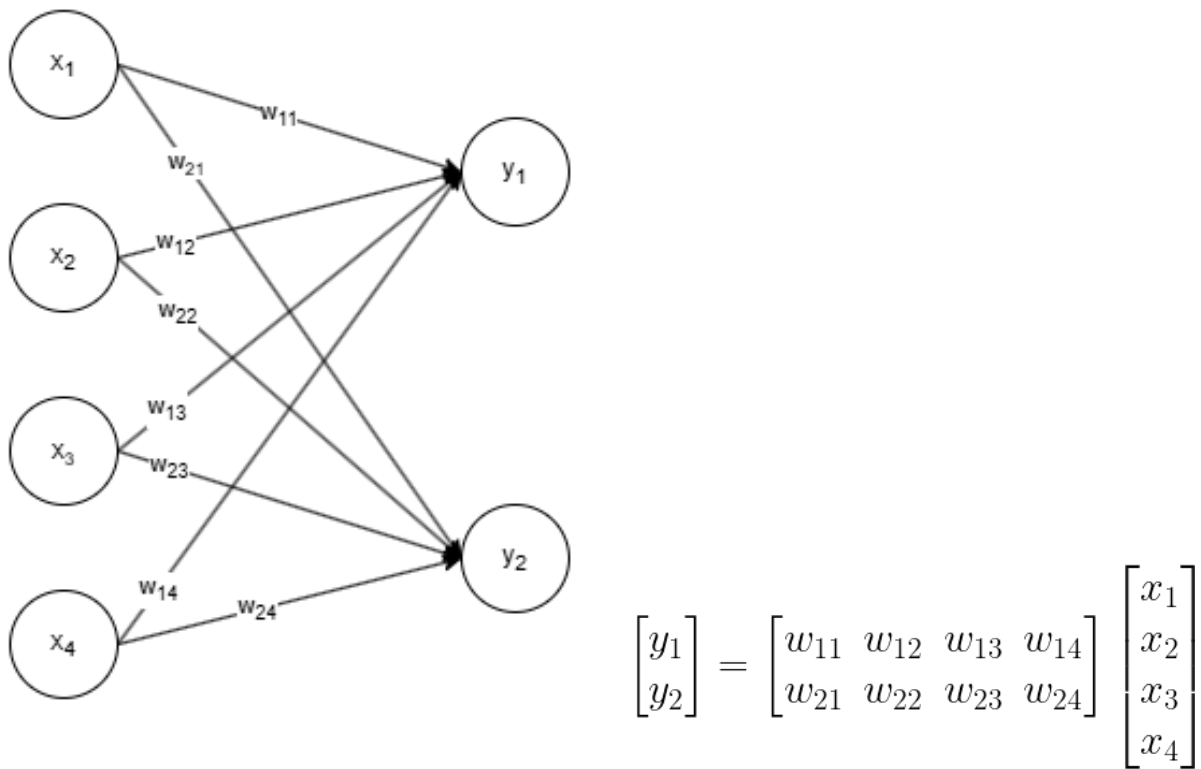 x₁
w₁₁
w₂₁
y₁
x₂
w₁₂
w₂₂
w₁₃
x₃
w₂₃
y₂
w₁₄
w₂₄
x₄
[y₁ y₂] = [w₁₁ w₁₂ w₁₃ w₁₄ w₂₁ w₂₂ w₂₃ w₂₄] [x₁ x₂ x₃ x₄]